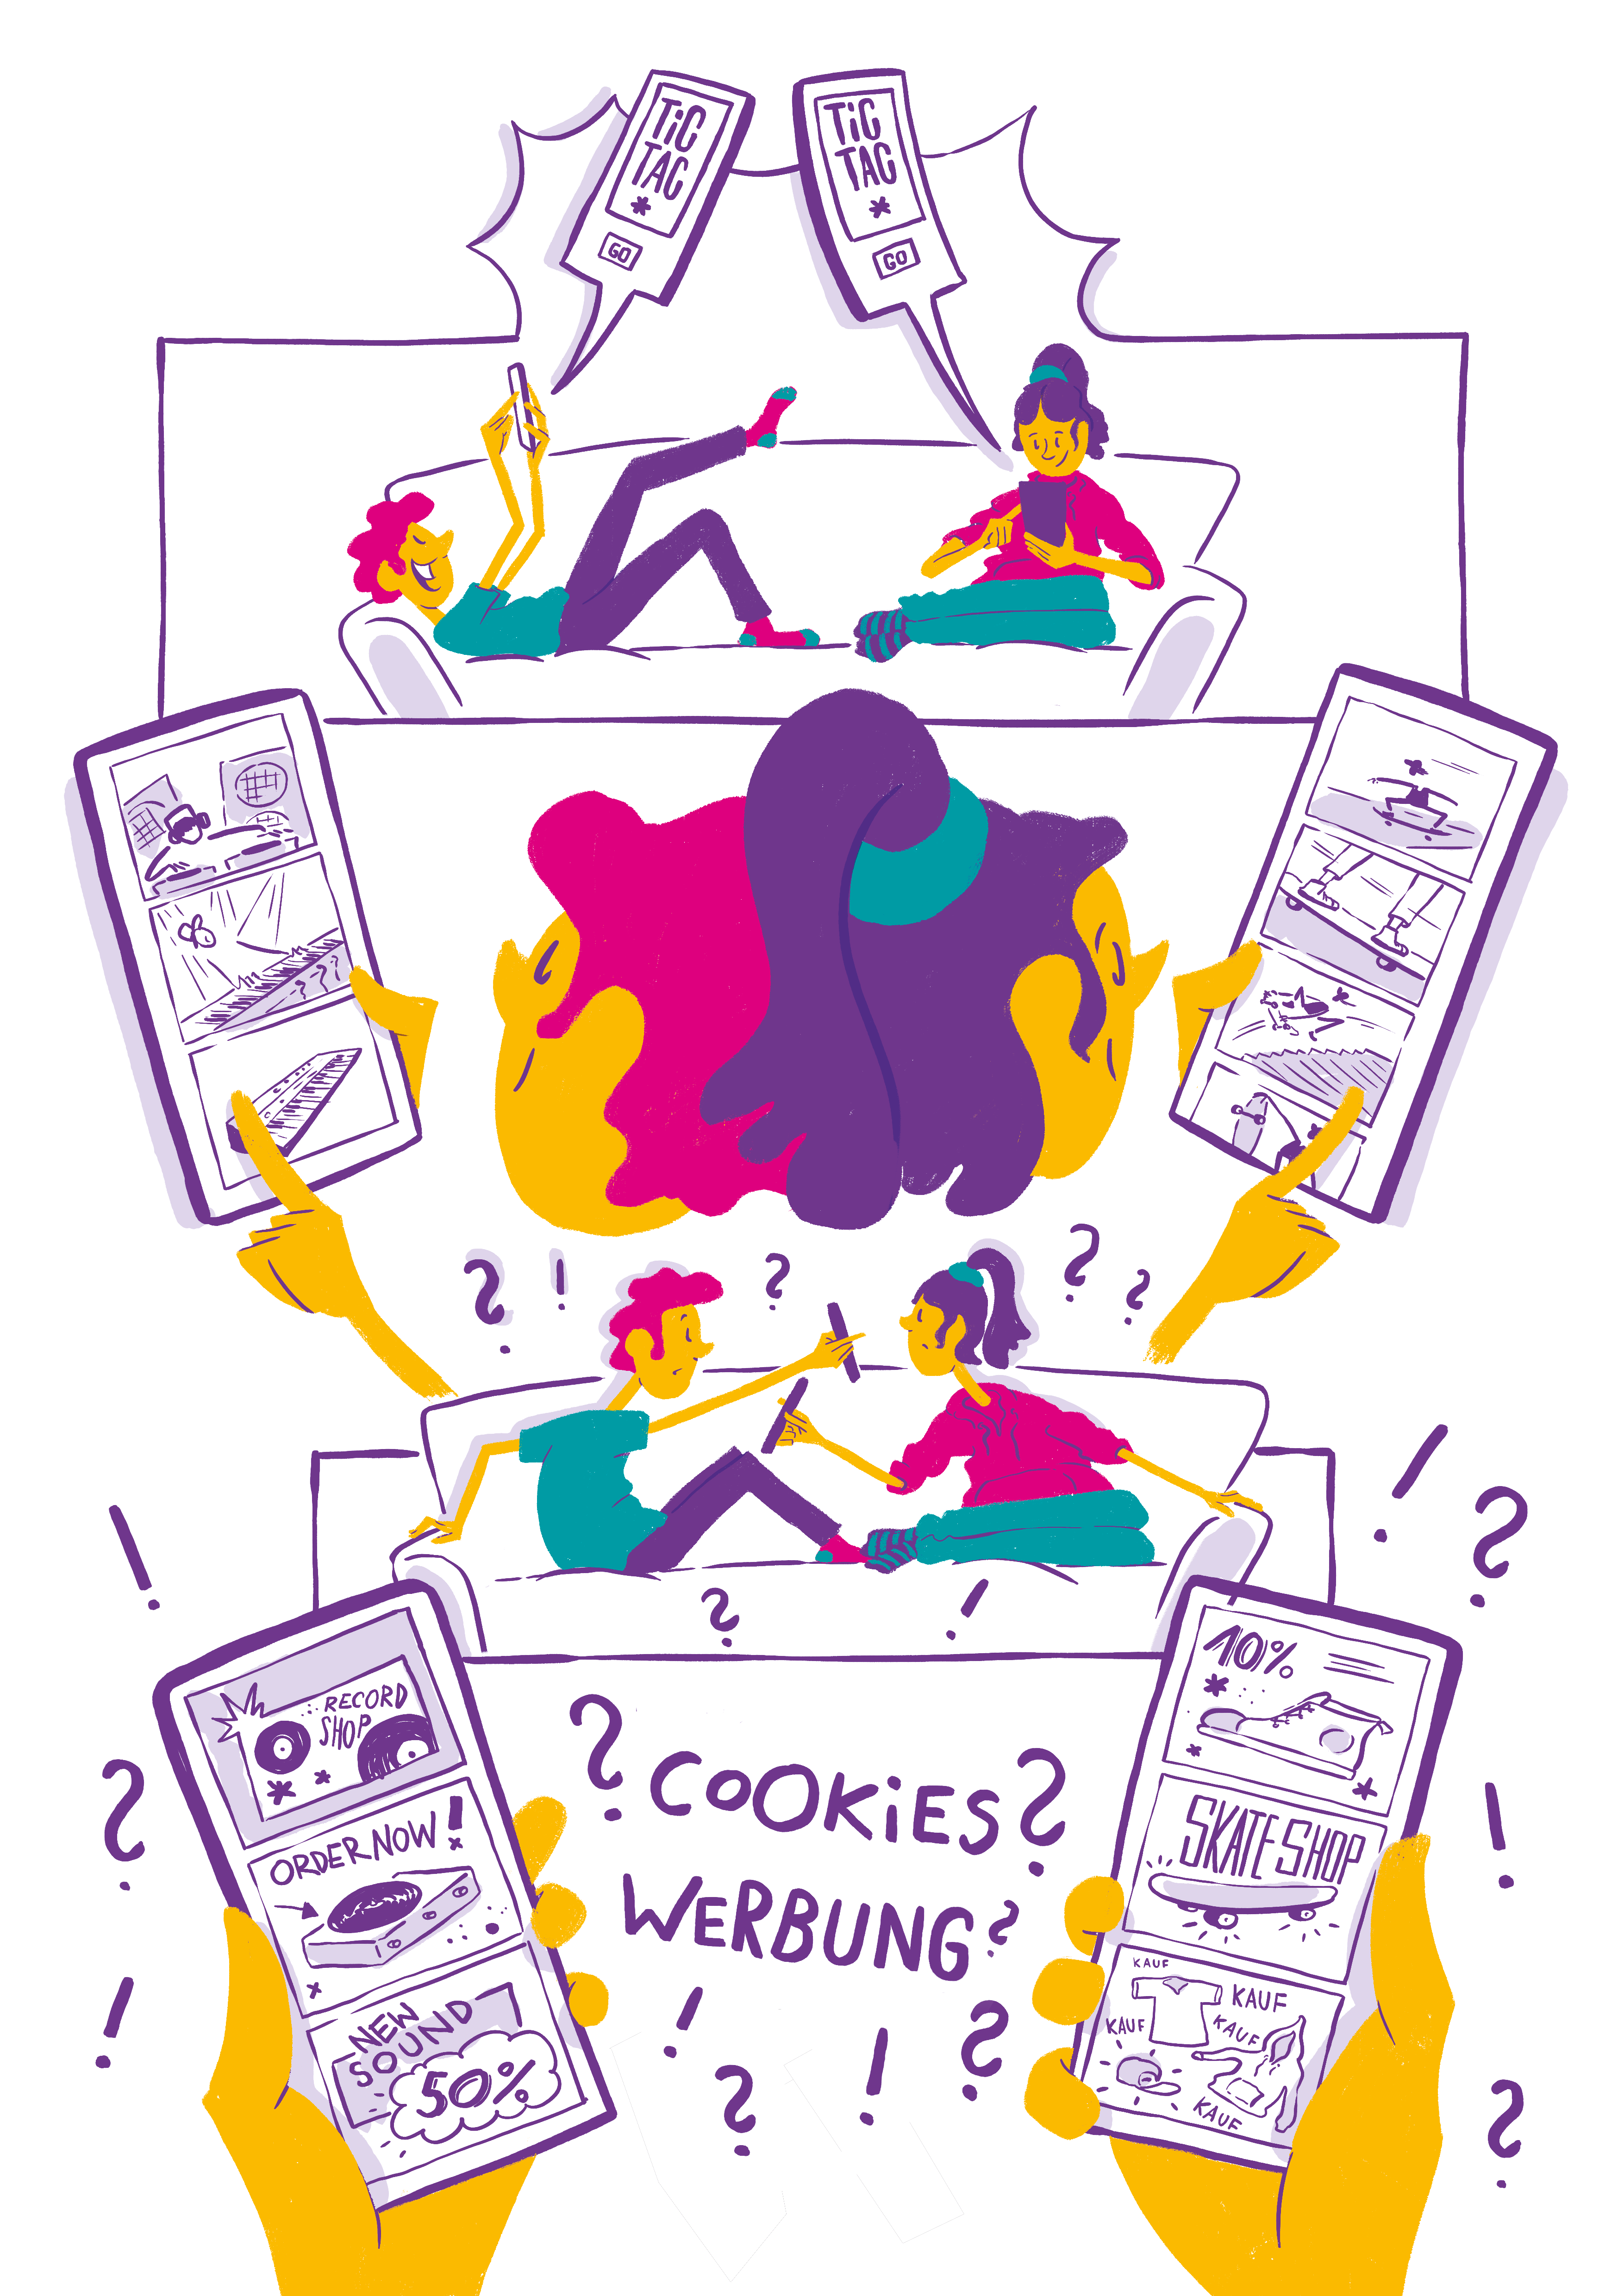 TiC
TAC
GO
TiC
TAC
GO
RECORD
SHOP
ORDER NOW!
NEW
SOUND
50%
COOKiES?
WERBUNG?
10%
SKATESHOP
KAUF
KAUF
KAUF
KAUF
KAUF